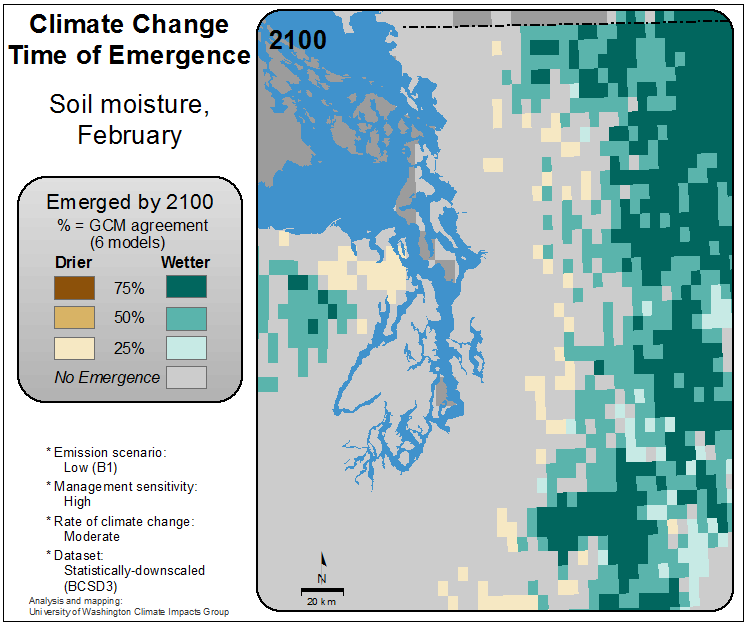 Climate Change
Time of Emergence
Soil moisture,
February
Emerged by 2100
% = GCM agreement
(6 models)
Drier Wetter
75%
50%
25%
No Emergence
* Emission scenario:
Low (B1)
* Management sensitivity:
High
* Rate of climate change:
Moderate
* Dataset:
Statistically-downscaled
(BCSD3)
Analysis and mapping:
University of Washington Climate Impacts Group
2100
N
20 km